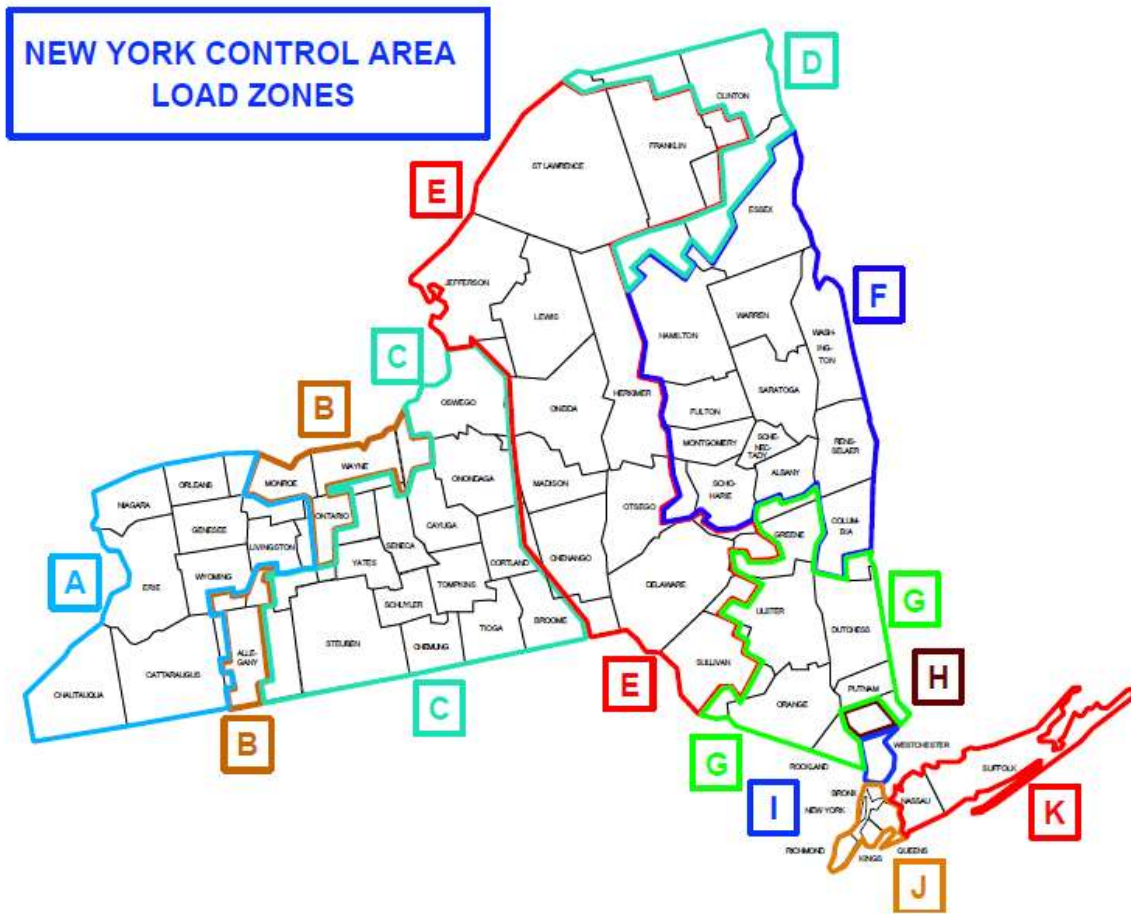 NEW YORK CONTROL AREA
LOAD ZONES
D
CLINTON
FRANKLIN
ST LAWRENCE
E
ESSEX
JEFFERSON
F
LEWIS
WARREN
WASH-
ING-
TON
HAMILTON
C
SARATOGA
HERKIMER
OSWEGO
B
ONEIDA
FULTON
MONTGOMERY
SCHE-
NEC-
TADY
RENS-
SELAER
WAYNE
ALBANY
ORLEANS
MONROE
ONONDAGA
MADISON
SCHO-
HARIE
NIAGARA
OTSEGO
ONTARIO
GENESEE
CAYUGA
COLUM-
BIA
GREENE
LIVINGSTON
SENECA
CORTLAND
CHENANGO
YATES
A
ERIE
WYOMING
TOMPKINS
DELAWARE
G
SCHUYLER
ULSTER
TIOGA
BROOME
DUTCHESS
STEUBEN
CHEMUNG
ALLE-
GANY
SULLIVAN
H
CATTARAUGUS
E
PUTNAM
CHAUTAUQUA
C
ORANGE
B
G
WESTCHESTER
ROCKLAND
SUFFOLK
BRONX
I
NASSAU
NEW YORK
K
RICHMOND
KINGS
QUEENS
J